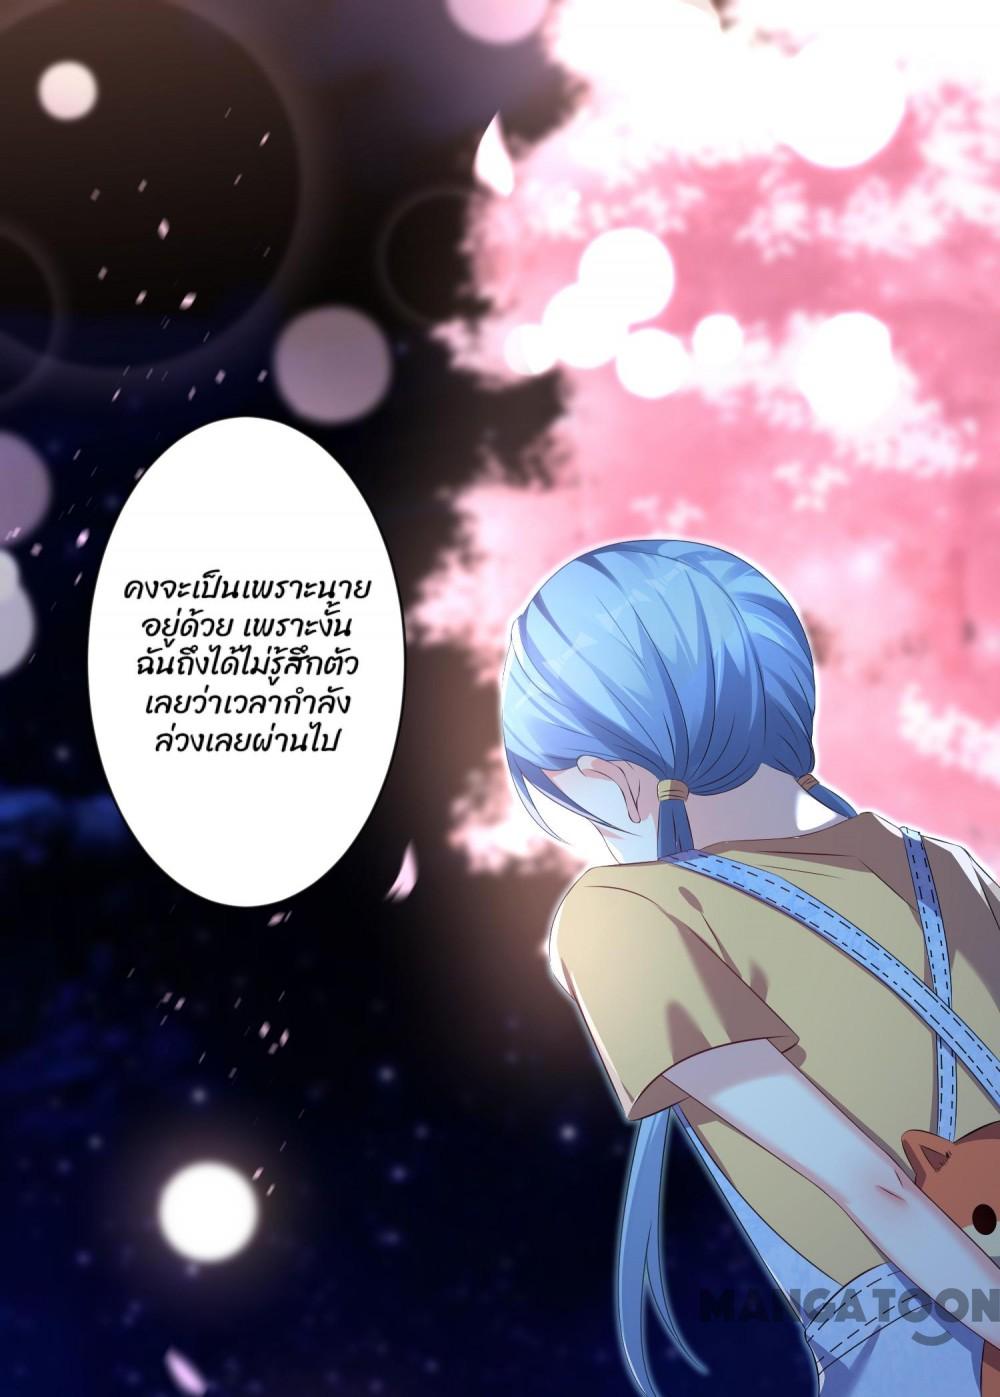 คงจะเป็นเพราะนาย
อยู่ด้วย เพราะงั้น
ฉันถึงได้ไม่รู้สึกตัว
เลยว่าเวลากำลัง
ล่วงเลยผ่านไป
MANGATOON